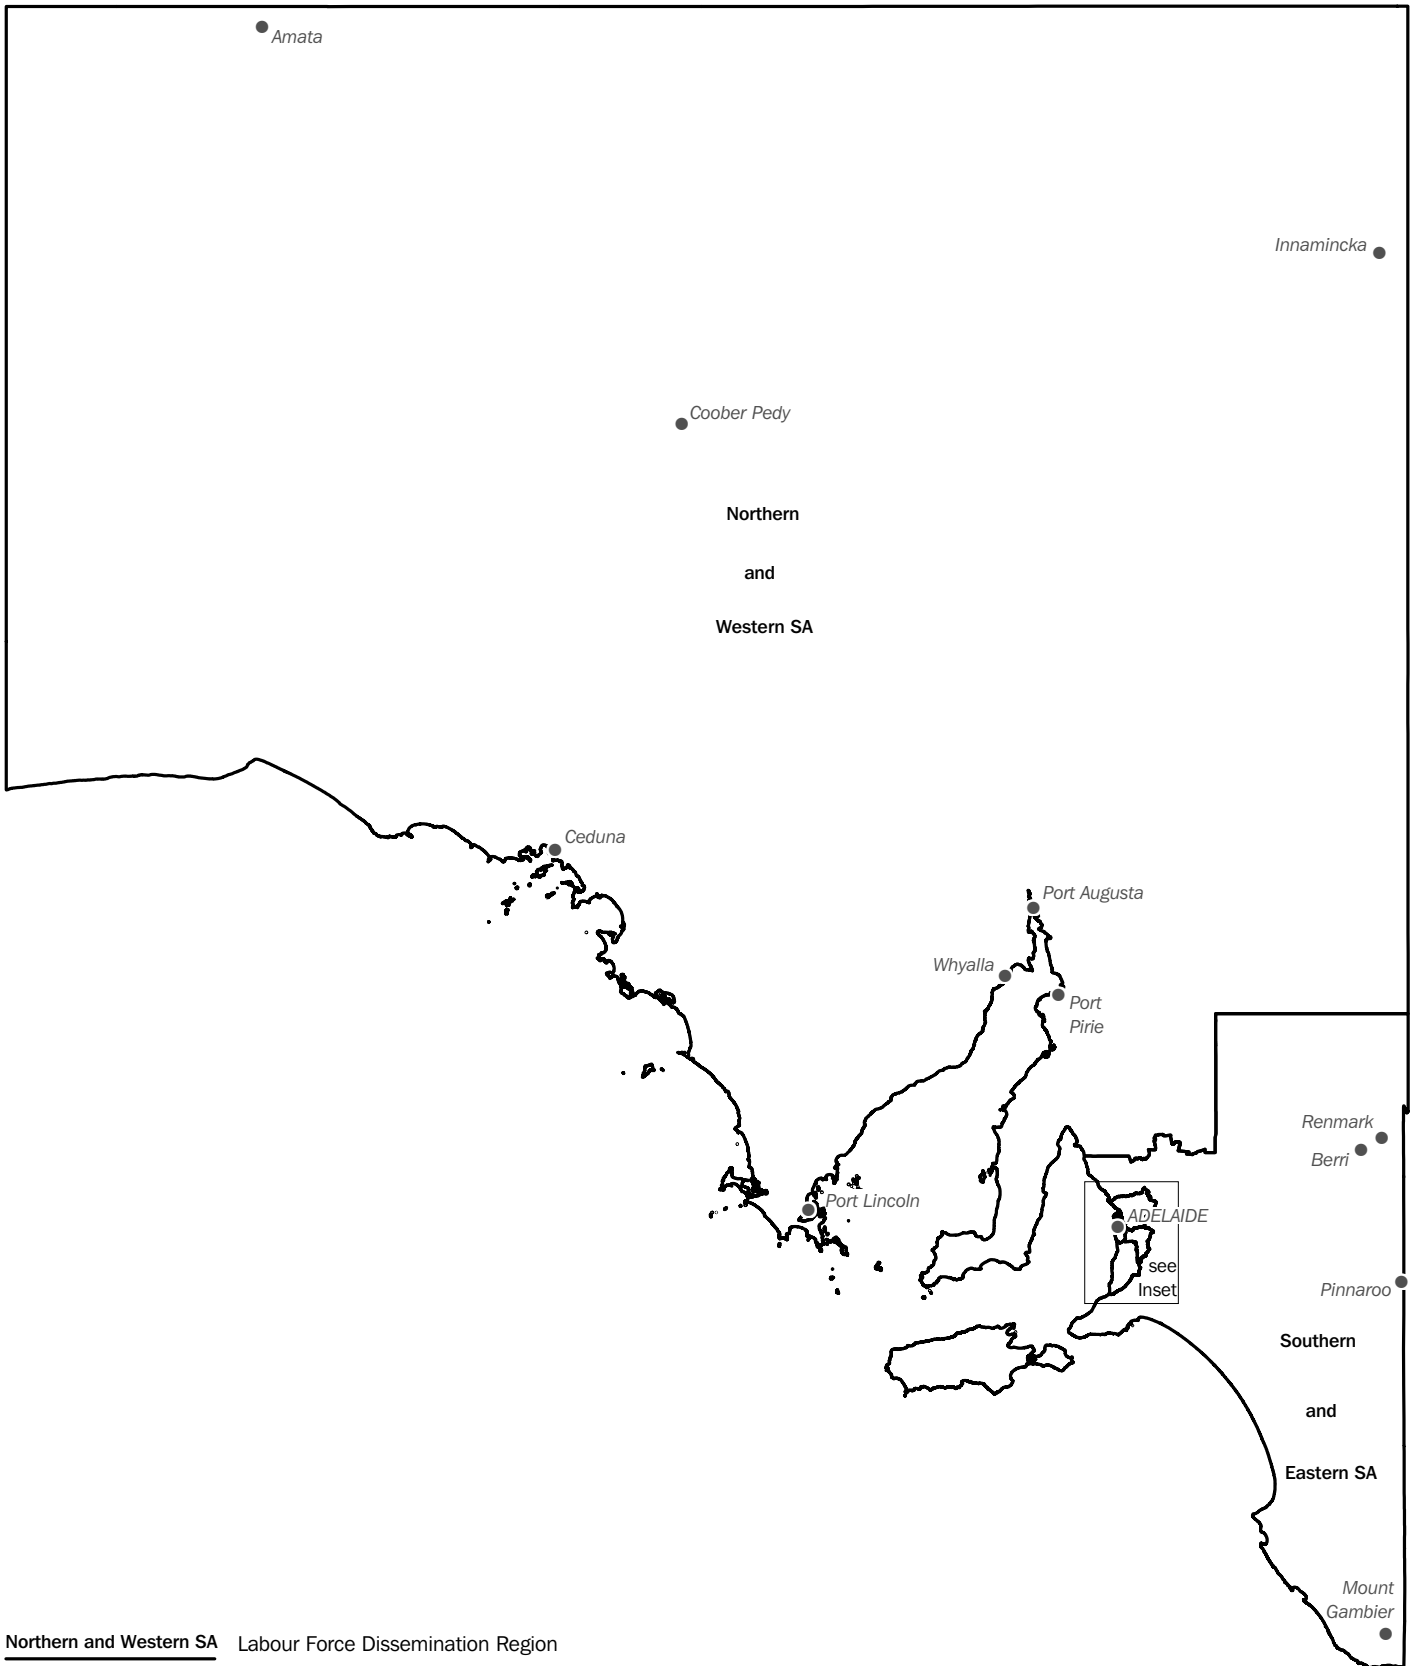 Amata
Innamincka
Coober Pedy
Northern
and
Western SA
Ceduna
Port Augusta
Whyalla
Port
Pirie
Renmark
Berri
Port Lincoln
ADELAIDE
see
Inset
Pinnaroo
Southern
and
Eastern SA
Mount
Gambier
Northern and Western SA Labour Force Dissemination Region